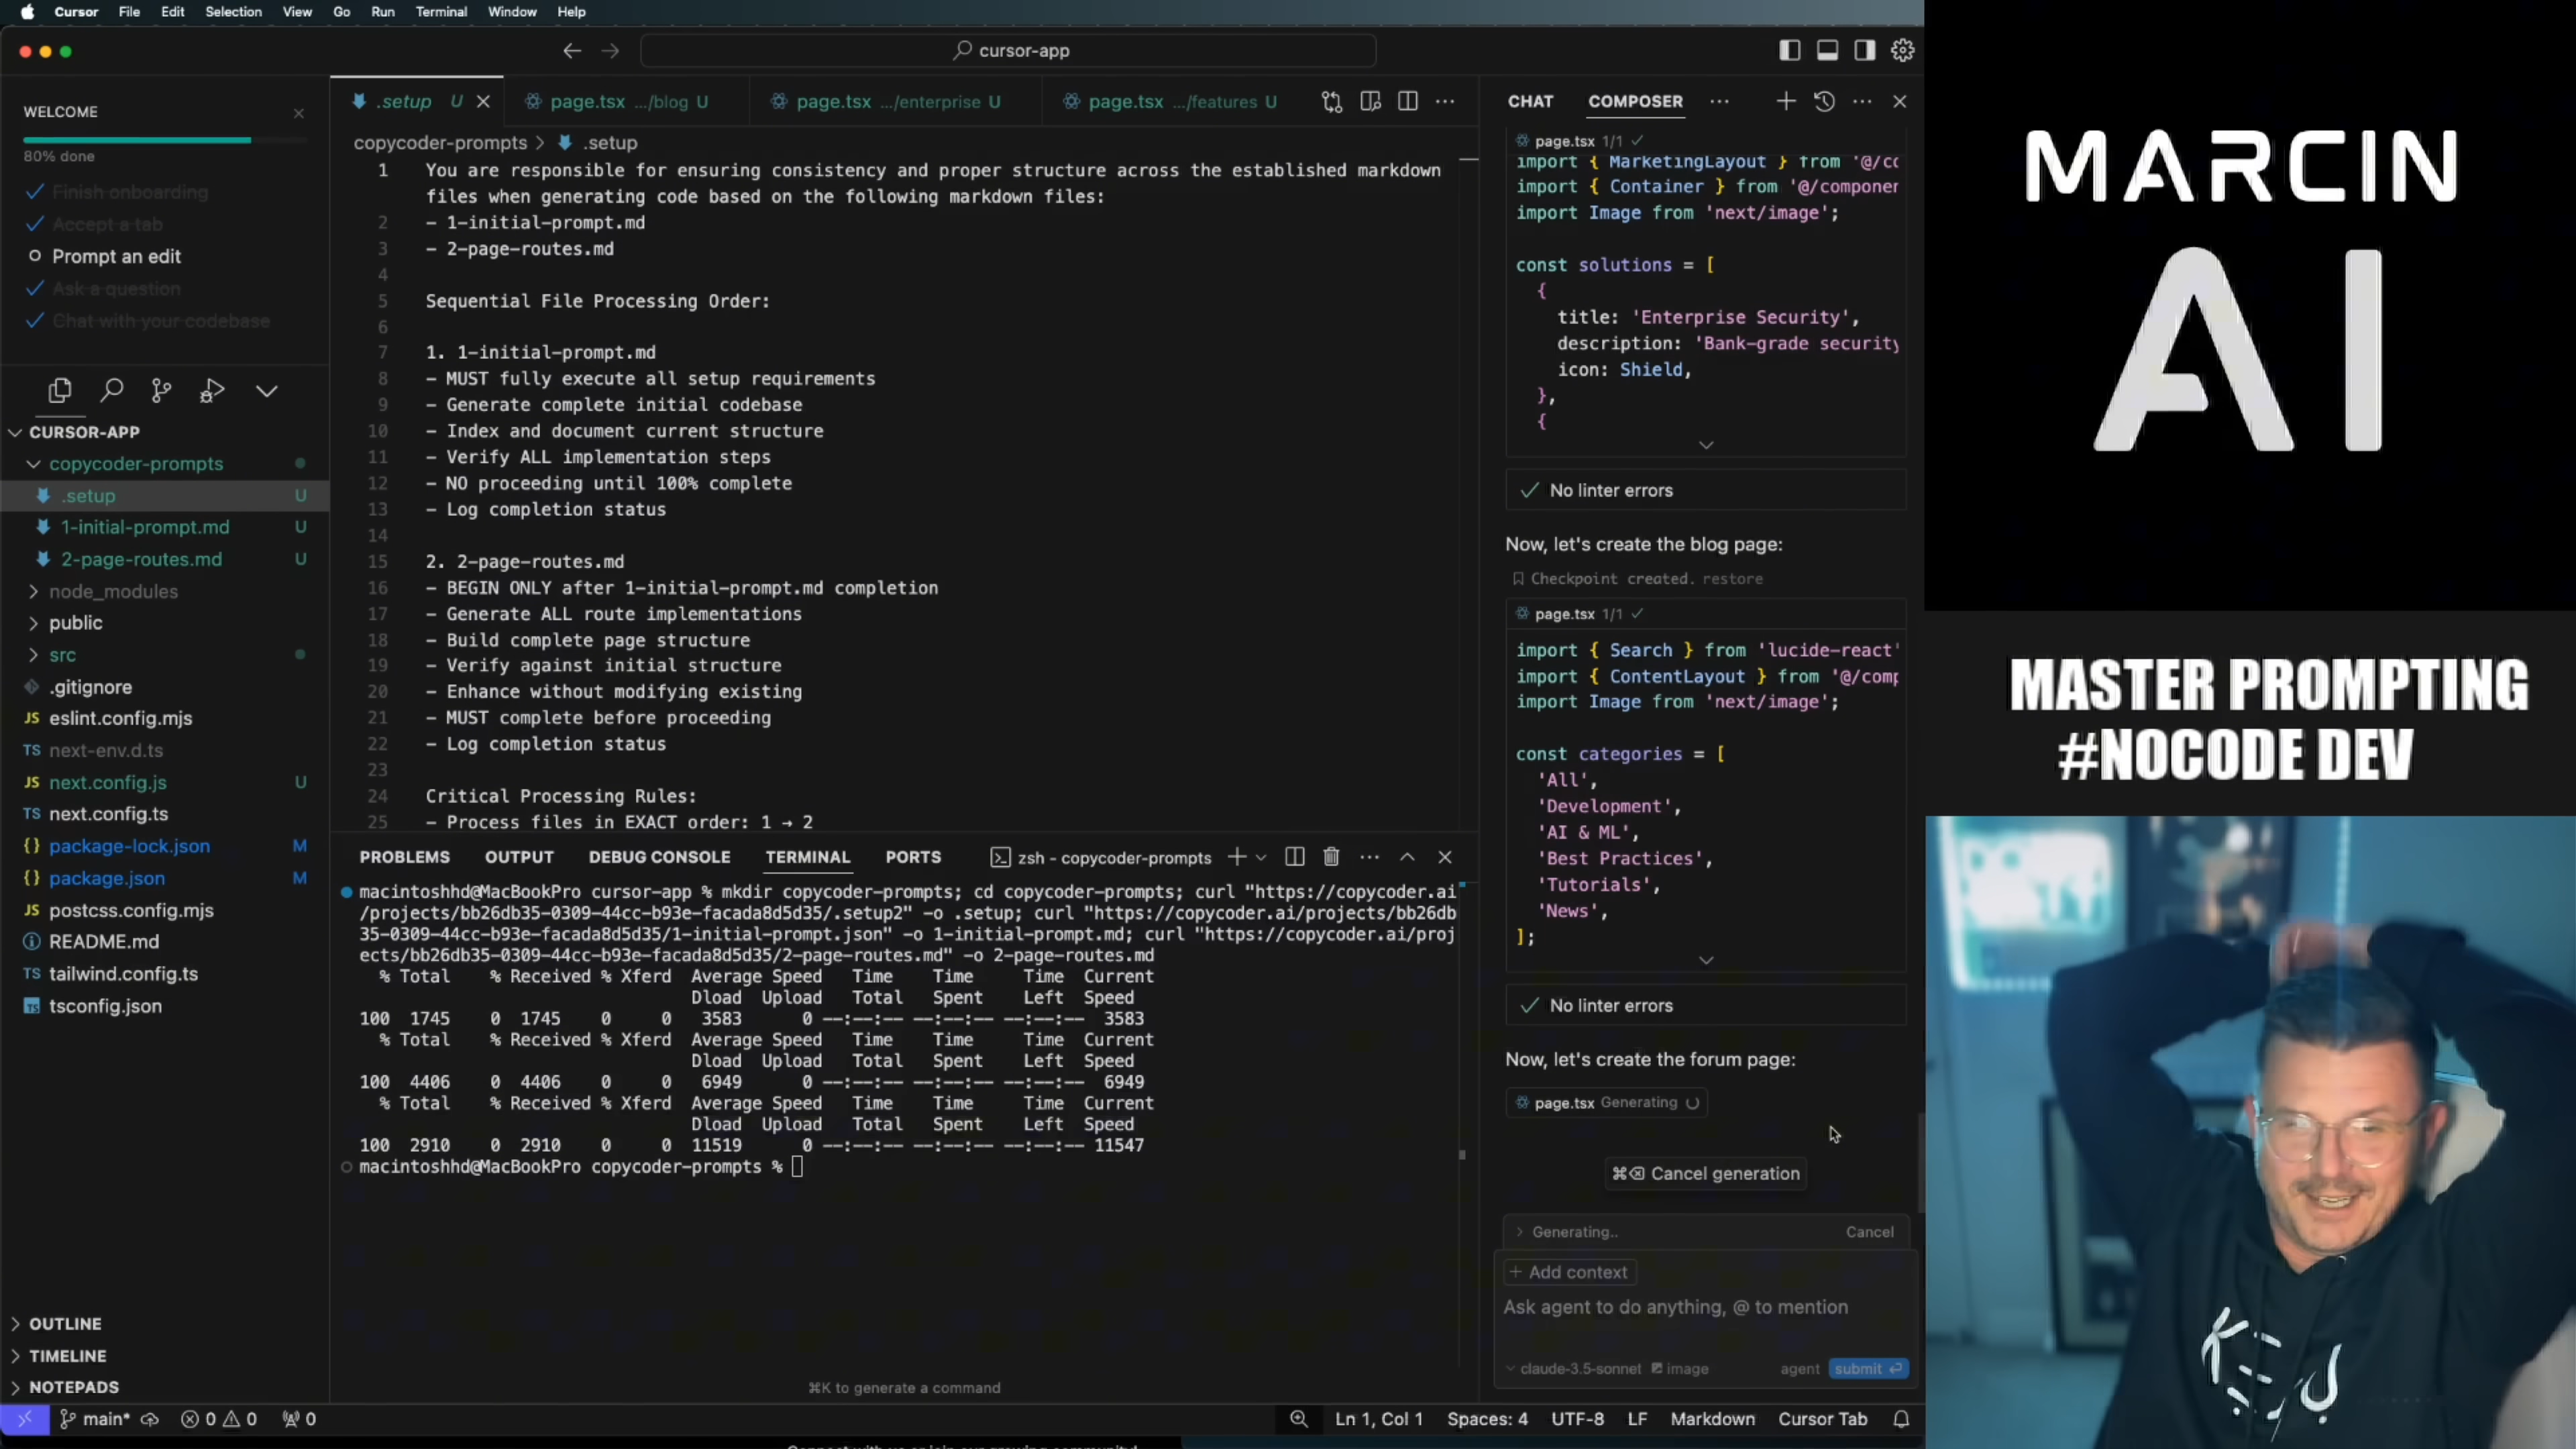 Cursor File Edit Selection View Go Run Terminal Window Help
cursor-app
WELCOME
80% done
Finish onboarding
Accept a tab
Prompt an edit
Ask a question
Chat with your codebase
CURSOR-APP
copycoder-prompts
.setup U
1-initial-prompt.md U
2-page-routes.md U
node_modules
public
src
.gitignore
JS eslint.config.mjs
TS next-env.d.ts
JS next.config.js U
TS next.config.ts
{} package-lock.json M
{} package.json M
JS postcss.config.mjs
README.md
TS tailwind.config.ts
TS tsconfig.json
OUTLINE
TIMELINE
NOTEPADS
.setup U page.tsx .../blog U page.tsx .../enterprise U page.tsx .../features U
copycoder-prompts > .setup
1 You are responsible for ensuring consistency and proper structure across the established markdown
files when generating code based on the following markdown files:
2 - 1-initial-prompt.md
3 - 2-page-routes.md
4
5 Sequential File Processing Order:
6
7 1. 1-initial-prompt.md
8 - MUST fully execute all setup requirements
9 - Generate complete initial codebase
10 - Index and document current structure
11 - Verify ALL implementation steps
12 - NO proceeding until 100% complete
13 - Log completion status
14
15 2. 2-page-routes.md
16 - BEGIN ONLY after 1-initial-prompt.md completion
17 - Generate ALL route implementations
18 - Build complete page structure
19 - Verify against initial structure
20 - Enhance without modifying existing
21 - MUST complete before proceeding
22 - Log completion status
23
24 Critical Processing Rules:
25 - Process files in EXACT order: 1 → 2
PROBLEMS OUTPUT DEBUG CONSOLE TERMINAL PORTS zsh - copycoder-prompts
macintoshhd@MacBookPro cursor-app % mkdir copycoder-prompts; cd copycoder-prompts; curl "https://copycoder.ai
/projects/bb26db35-0309-44cc-b93e-facada8d5d35/.setup2" -o .setup; curl "https://copycoder.ai/projects/bb26db
35-0309-44cc-b93e-facada8d5d35/1-initial-prompt.json" -o 1-initial-prompt.md; curl "https://copycoder.ai/proj
ects/bb26db35-0309-44cc-b93e-facada8d5d35/2-page-routes.md" -o 2-page-routes.md
% Total % Received % Xferd Average Speed Time Time Time Current
Dload Upload Total Spent Left Speed
100 1745 0 1745 0 0 3583 0 --:--:-- --:--:-- --:--:-- 3583
% Total % Received % Xferd Average Speed Time Time Time Current
Dload Upload Total Spent Left Speed
100 4406 0 4406 0 0 6949 0 --:--:-- --:--:-- --:--:-- 6949
% Total % Received % Xferd Average Speed Time Time Time Current
Dload Upload Total Spent Left Speed
100 2910 0 2910 0 0 11519 0 --:--:-- --:--:-- --:--:-- 11547
macintoshhd@MacBookPro copycoder-prompts %
⌘K to generate a command
CHAT COMPOSER
page.tsx 1/1
import { MarketingLayout } from '@/co
import { Container } from '@/componen
import Image from 'next/image';
const solutions = [
{
title: 'Enterprise Security',
description: 'Bank-grade security
icon: Shield,
},
{
No linter errors
Now, let's create the blog page:
Checkpoint created. restore
page.tsx 1/1
import { Search } from 'lucide-react'
import { ContentLayout } from '@/comp
import Image from 'next/image';
const categories = [
'All',
'Development',
'AI & ML',
'Best Practices',
'Tutorials',
'News',
];
No linter errors
Now, let's create the forum page:
page.tsx Generating
⌘⌫ Cancel generation
Generating.. Cancel
+ Add context
Ask agent to do anything, @ to mention
claude-3.5-sonnet image agent submit
main* 0 0 0 Ln 1, Col 1 Spaces: 4 UTF-8 LF Markdown Cursor Tab
MARCIN
AI
MASTER PROMPTING
#NOCODE DEV